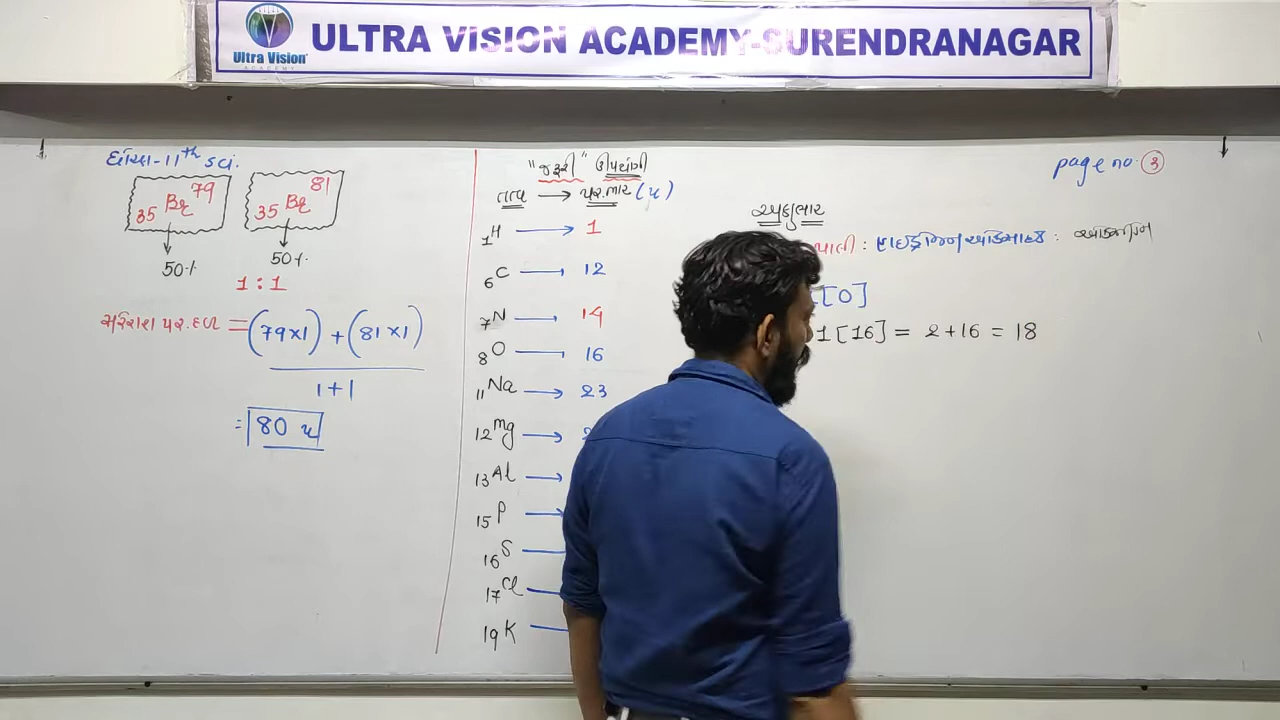 Ultra Vision
ACADEMY
ULTRA VISION ACADEMY-SURENDRANAGAR
ધોરણ-11th sci.
35 Br 79
35 Br 81
50%
50%
1 : 1
સરેરાશ પર.દળ = (79×1) + (81×1)
1+1
= 80 u
"જરૂરી" ઉપયોગી
તત્વ → પર.ભાર (u)
1H → 1
6C — 12
7N — 14
8O — 16
11Na → 23
12Mg →
13Al →
15P
16S
17Cl
19K
page no. 3
અણુભાર
[O]
1[16] = 2+16 = 18